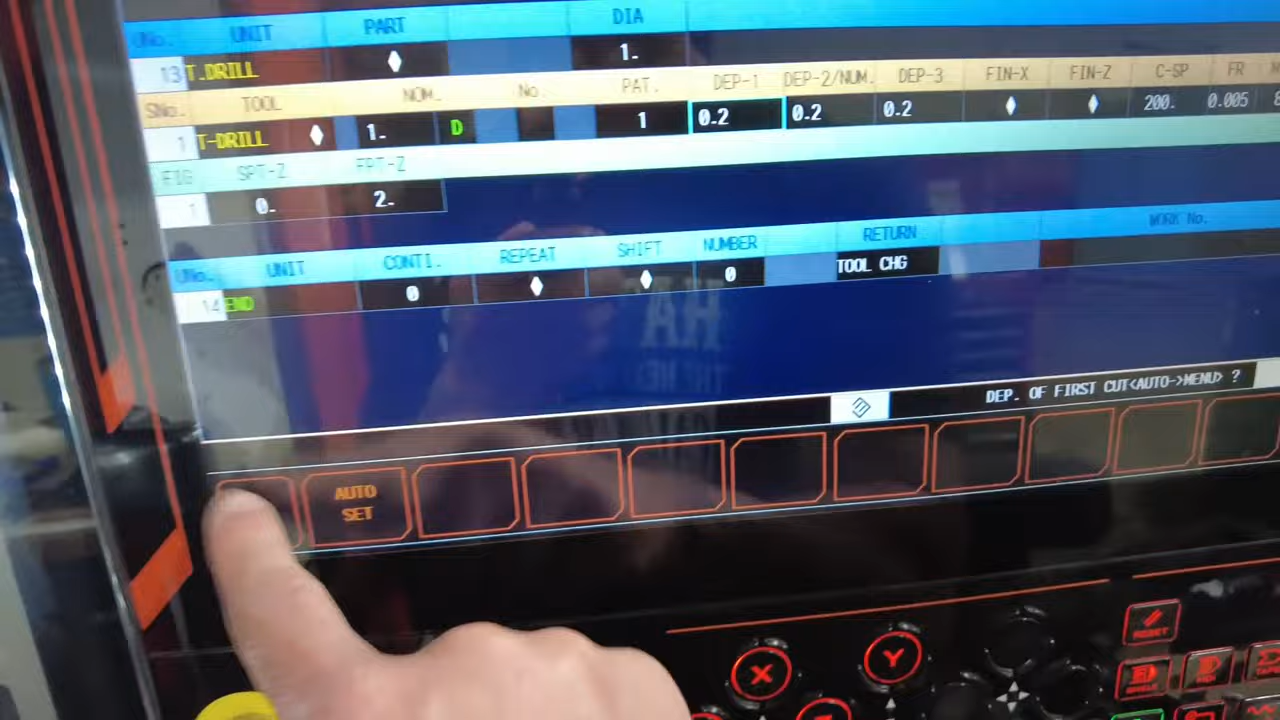 UNo. UNIT PART DIA
13 T.DRILL ♦ 1.
SNo. TOOL NOM. No. PAT. DEP-1 DEP-2/NUM. DEP-3 FIN-X FIN-Z C-SP FR
1 T-DRILL ♦ 1. D 1 0.2 0.2 0.2 ♦ ♦ 200. 0.005
FIG SPT-Z FPT-Z
1 0. 2.
UNo. UNIT CONTI. REPEAT SHIFT NUMBER RETURN WORK No.
14 END 0 ♦ ♦ 0 TOOL CHG
DEP. OF FIRST CUT<AUTO->MENU> ?
AUTO
SET
X
Y
RESET